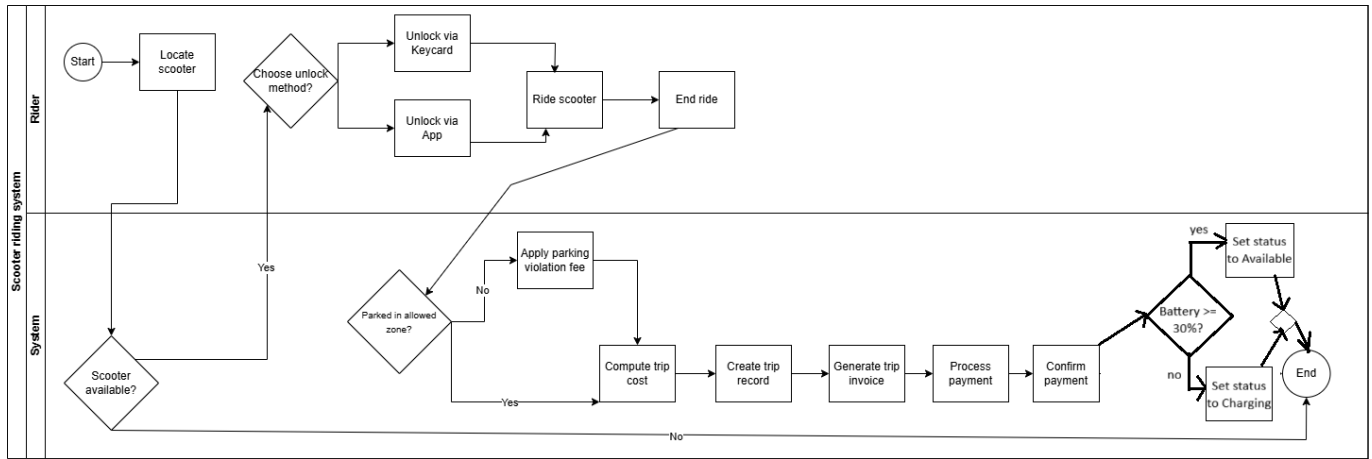 Scooter riding system
Rider
System
Start
Locate
scooter
Choose unlock
method?
Unlock via
Keycard
Unlock via
App
Ride scooter
End ride
Scooter
available?
Yes
No
Parked in allowed
zone?
No
Yes
Apply parking
violation fee
Compute trip
cost
Create trip
record
Generate trip
invoice
Process
payment
Confirm
payment
Battery >=
30%?
yes
no
Set status
to Available
Set status
to Charging
End